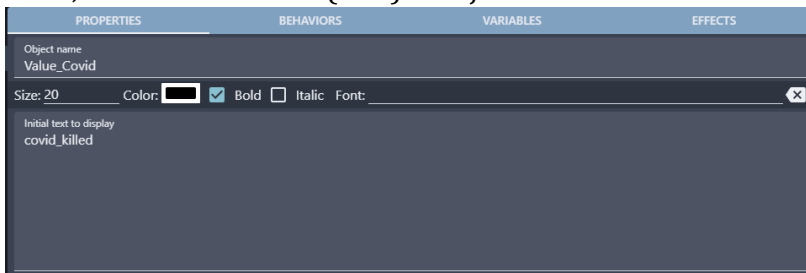 PROPERTIES BEHAVIORS VARIABLES EFFECTS
Object name
Value_Covid
Size: 20 Color: Bold Italic Font:
Initial text to display
covid_killed